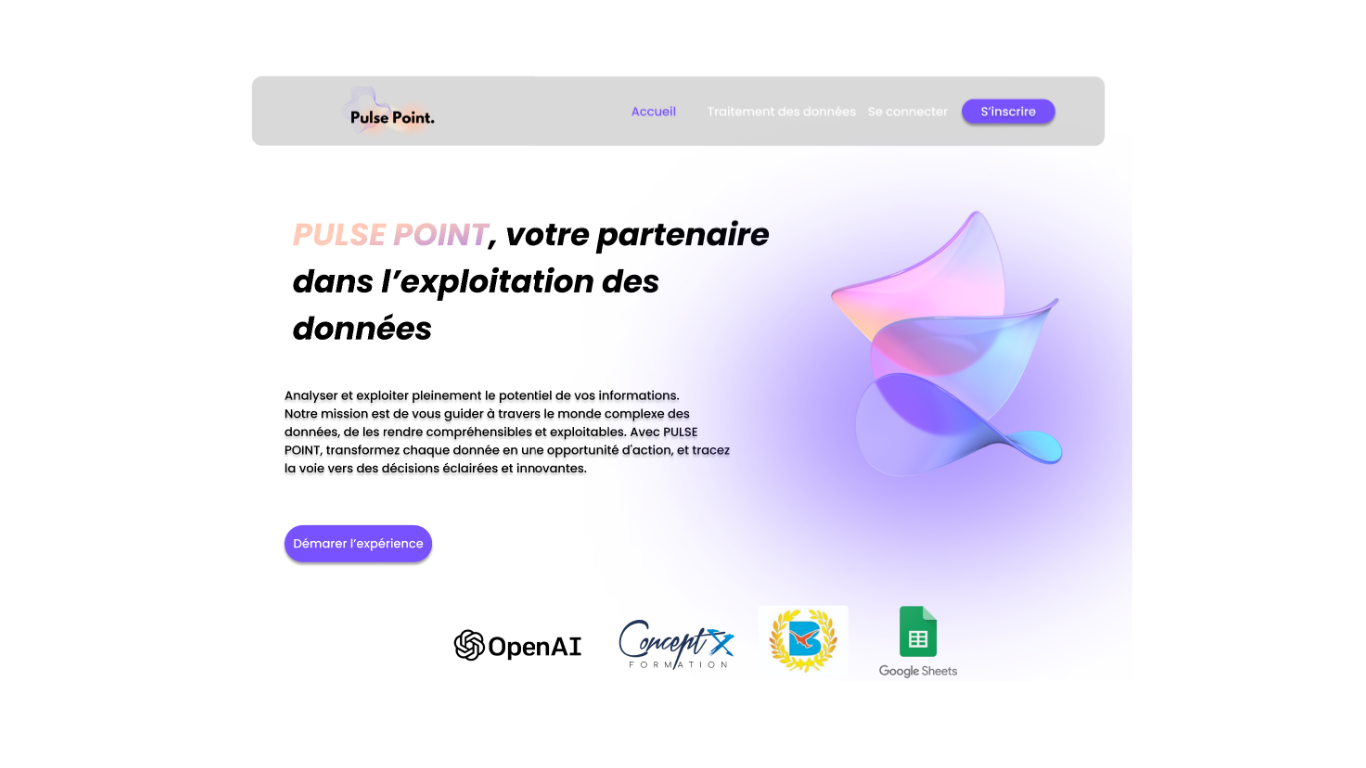 Pulse Point.
Accueil Traitement des données Se connecter S'inscrire
PULSE POINT, votre partenaire
dans l'exploitation des
données
Analyser et exploiter pleinement le potentiel de vos informations.
Notre mission est de vous guider à travers le monde complexe des
données, de les rendre compréhensibles et exploitables. Avec PULSE
POINT, transformez chaque donnée en une opportunité d'action, et tracez
la voie vers des décisions éclairées et innovantes.
Démarer l'expérience
OpenAI
Concept X
FORMATION
B
Google Sheets